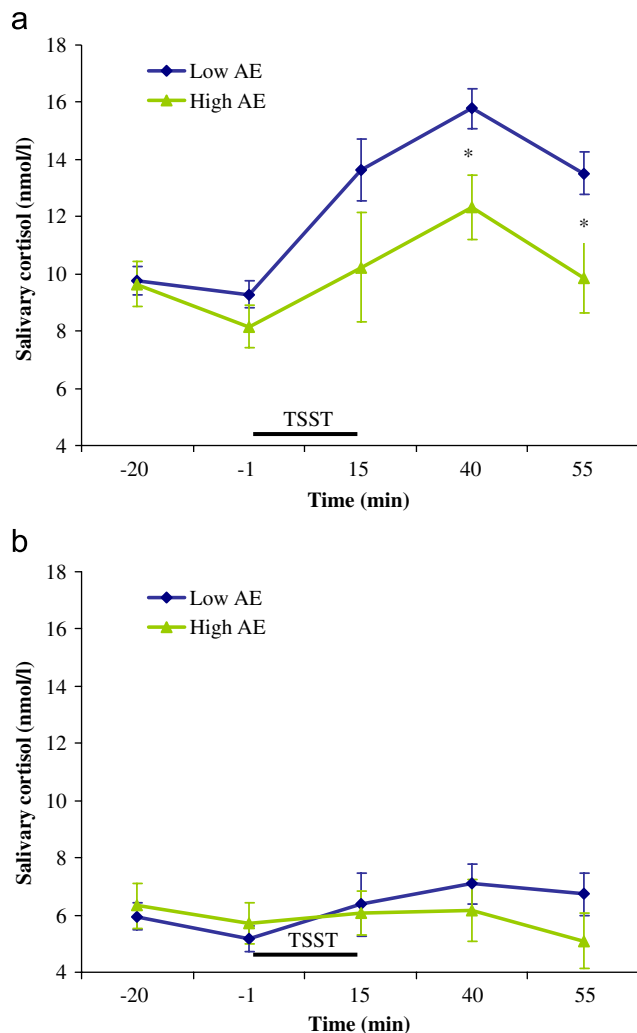 a
18
16
14
12
10
8
6
4
Salivary cortisol (nmol/l)
Low AE
High AE
*
*
TSST
-20 -1 15 40 55
Time (min)
b
18
16
14
12
10
8
6
4
Salivary cortisol (nmol/l)
Low AE
High AE
TSST
-20 -1 15 40 55
Time (min)